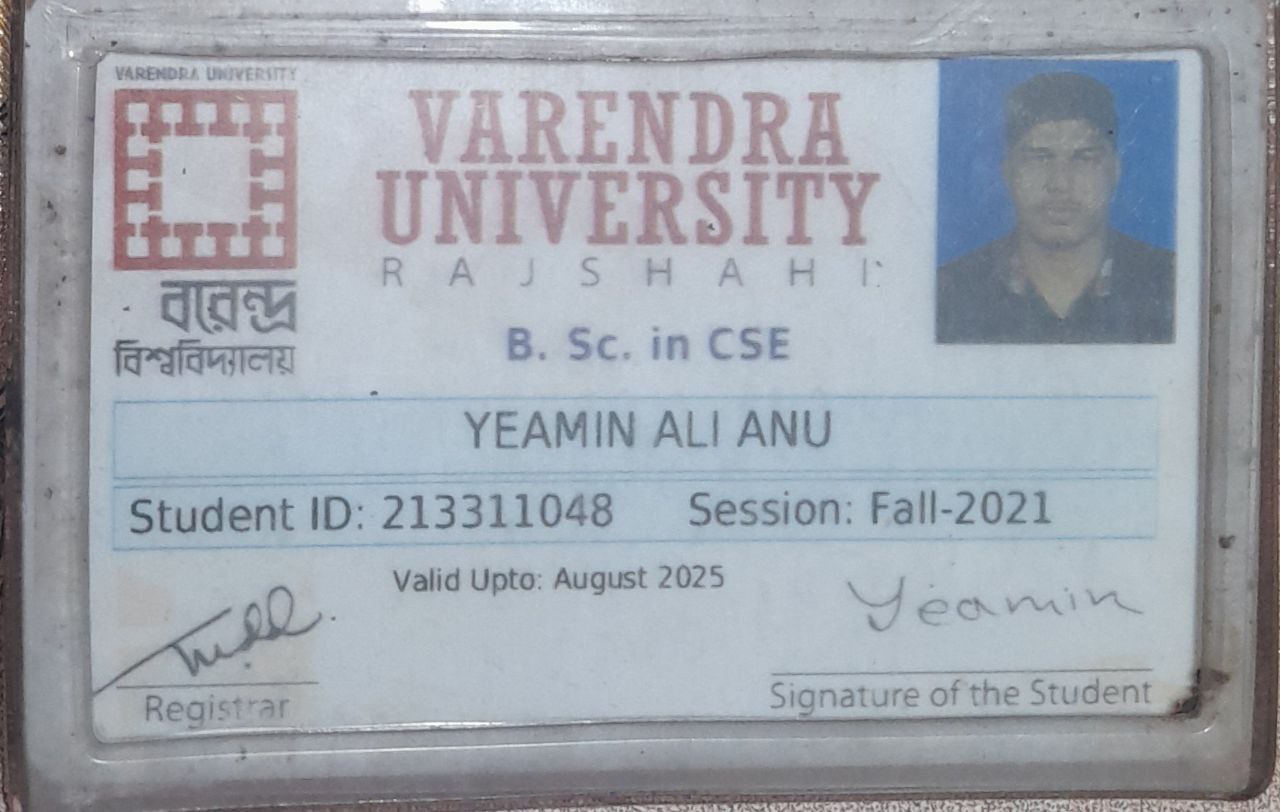 VARENDRA UNIVERSITY
বরেন্দ্র
বিশ্ববিদ্যালয়
VARENDRA
UNIVERSITY
RAJSHAHI
B. Sc. in CSE
YEAMIN ALI ANU
Student ID: 213311048 Session: Fall-2021
Valid Upto: August 2025
Yeamin
Registrar
Signature of the Student